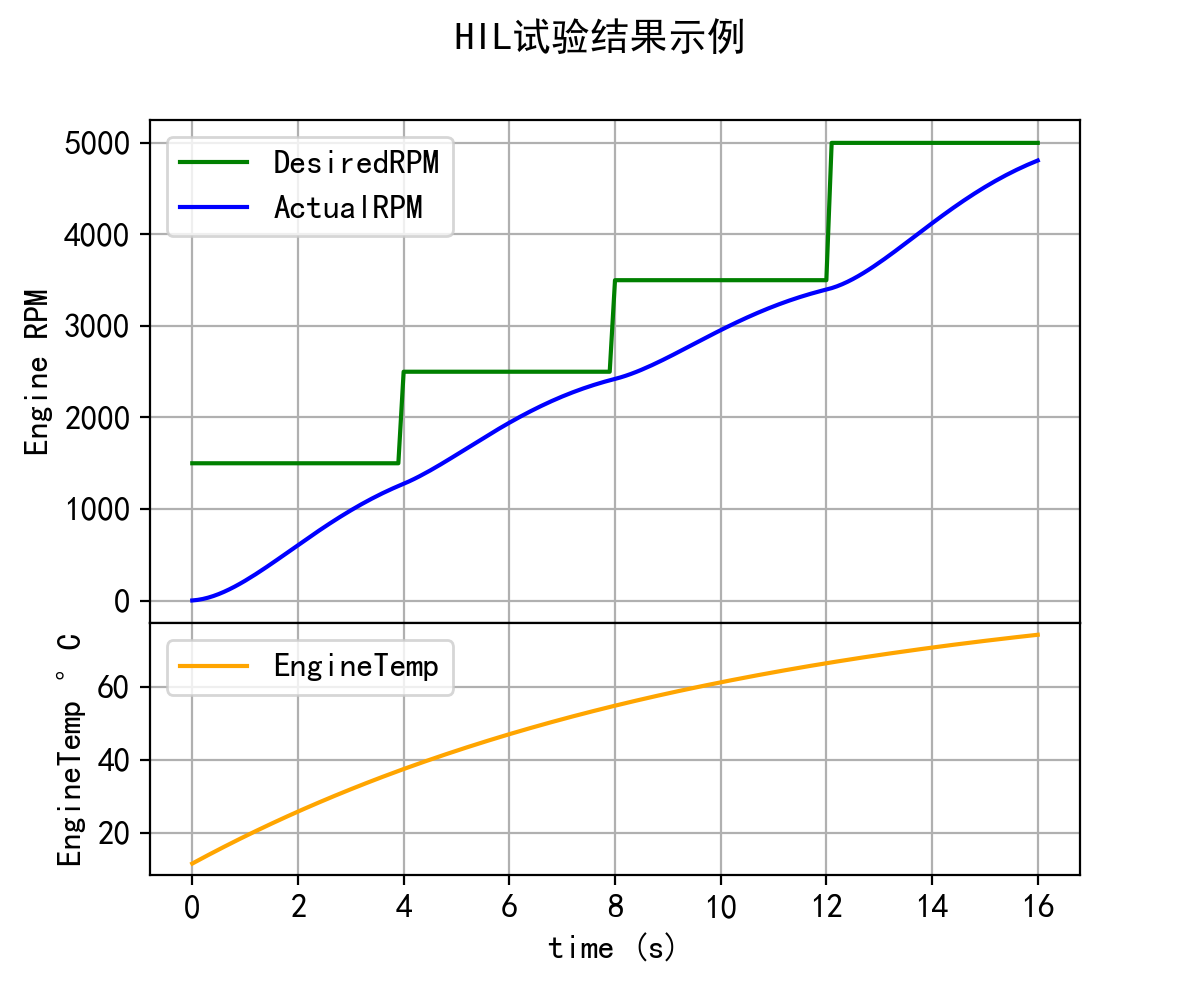 HIL试验结果示例
5000
4000
3000
2000
1000
0
Engine RPM
DesiredRPM
ActualRPM
60
40
20
EngineTemp ° C
EngineTemp
0 2 4 6 8 10 12 14 16
time (s)